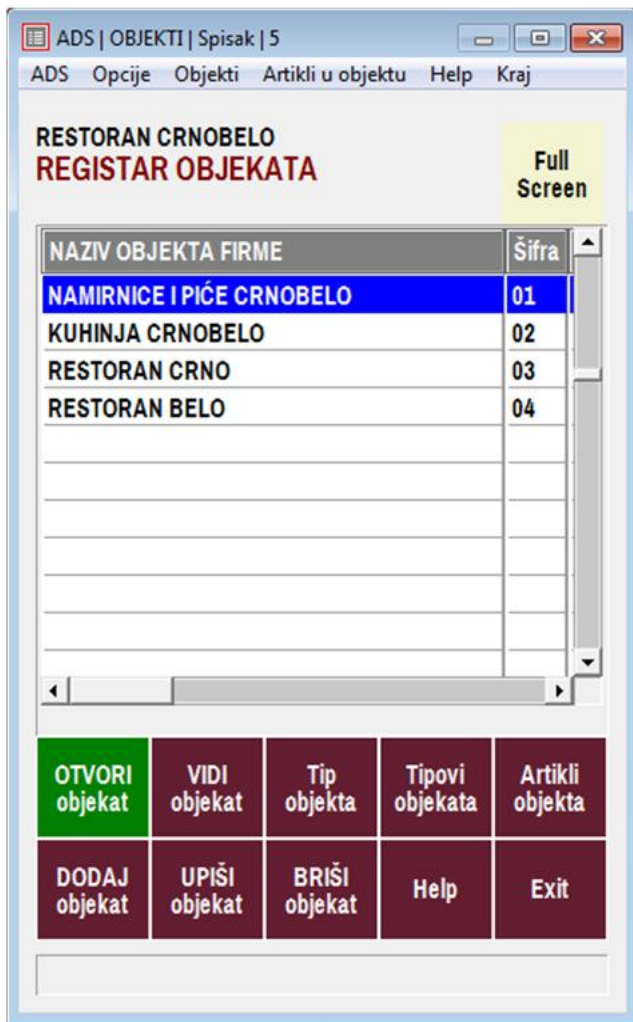 ADS | OBJEKTI | Spisak | 5
ADS Opcije Objekti Artikli u objektu Help Kraj
RESTORAN CRNOBELO
REGISTAR OBJEKATA
Full
Screen
NAZIV OBJEKTA FIRME Šifra
NAMIRNICE I PIĆE CRNOBELO 01
KUHINJA CRNOBELO 02
RESTORAN CRNO 03
RESTORAN BELO 04
OTVORI objekat
VIDI objekat
Tip objekta
Tipovi objekata
Artikli objekta
DODAJ objekat
UPIŠI objekat
BRIŠI objekat
Help
Exit